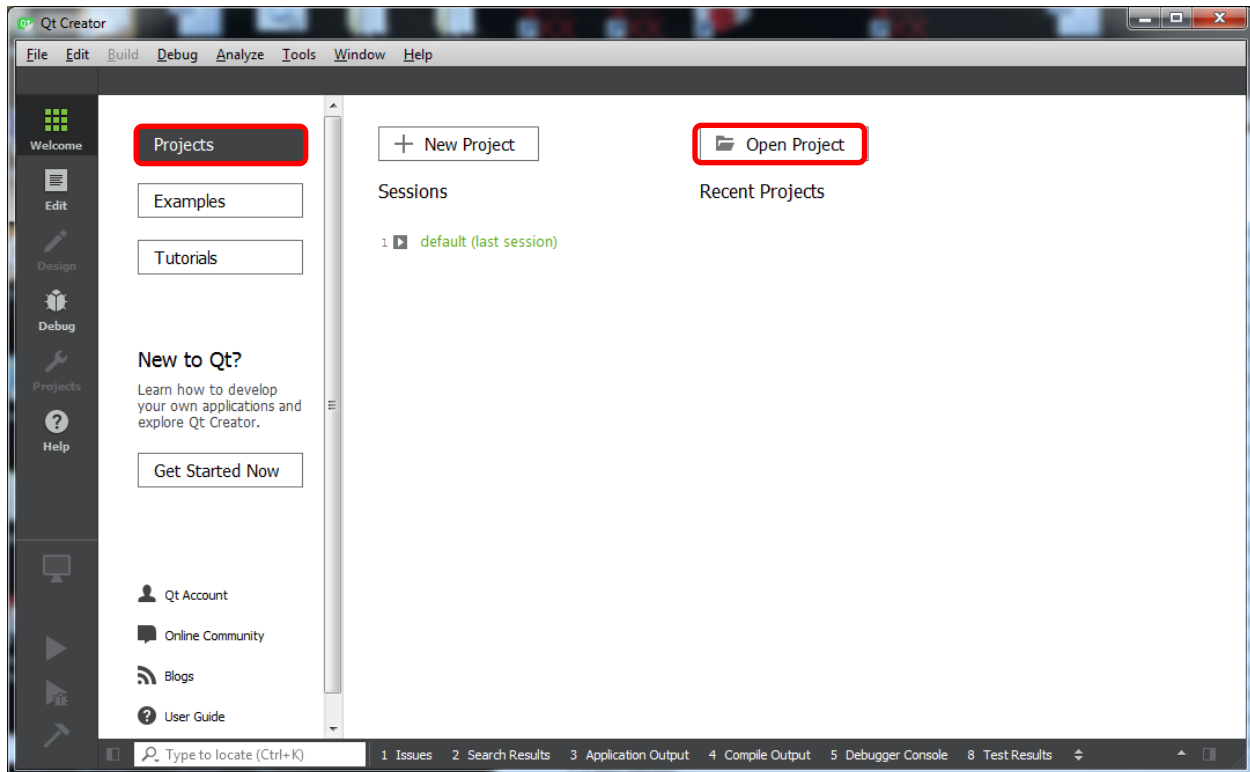 Qt Creator
File Edit Build Debug Analyze Tools Window Help
Welcome
Edit
Design
Debug
Projects
Help
Projects
Examples
Tutorials
New to Qt?
Learn how to develop
your own applications and
explore Qt Creator.
Get Started Now
Qt Account
Online Community
Blogs
User Guide
New Project
Sessions
1 default (last session)
Open Project
Recent Projects
Type to locate (Ctrl+K)
1 Issues 2 Search Results 3 Application Output 4 Compile Output 5 Debugger Console 8 Test Results